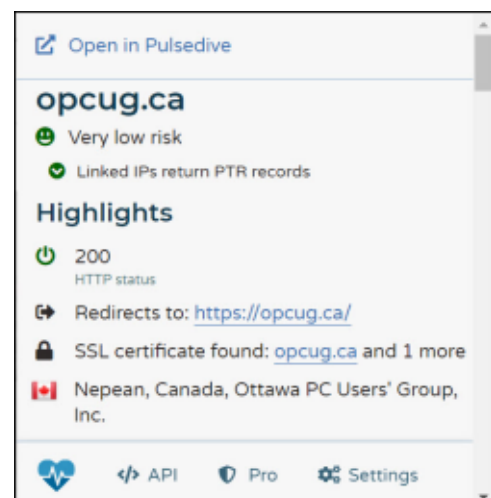 Open in Pulsedive
opcug.ca
Very low risk
Linked IPs return PTR records
Highlights
200
HTTP status
Redirects to: https://opcug.ca/
SSL certificate found: opcug.ca and 1 more
Nepean, Canada, Ottawa PC Users' Group,
Inc.
</> API Pro Settings